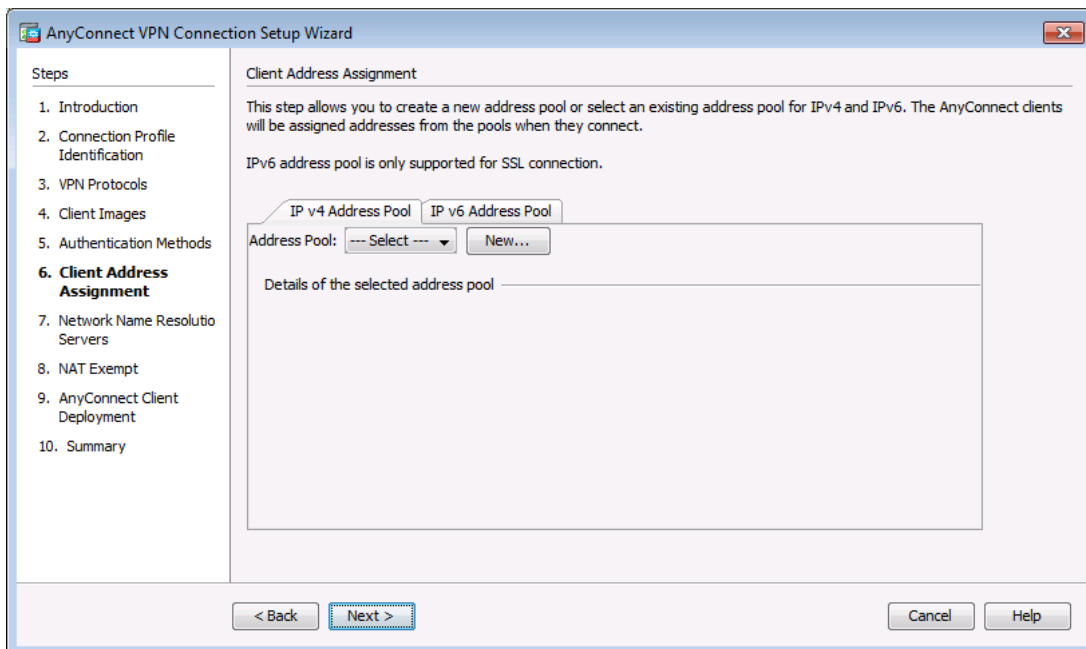 AnyConnect VPN Connection Setup Wizard
Steps
1. Introduction
2. Connection Profile
Identification
3. VPN Protocols
4. Client Images
5. Authentication Methods
6. Client Address
Assignment
7. Network Name Resolutio
Servers
8. NAT Exempt
9. AnyConnect Client
Deployment
10. Summary
Client Address Assignment
This step allows you to create a new address pool or select an existing address pool for IPv4 and IPv6. The AnyConnect clients
will be assigned addresses from the pools when they connect.
IPv6 address pool is only supported for SSL connection.
IP v4 Address Pool IP v6 Address Pool
Address Pool: --- Select --- New...
Details of the selected address pool
< Back Next > Cancel Help